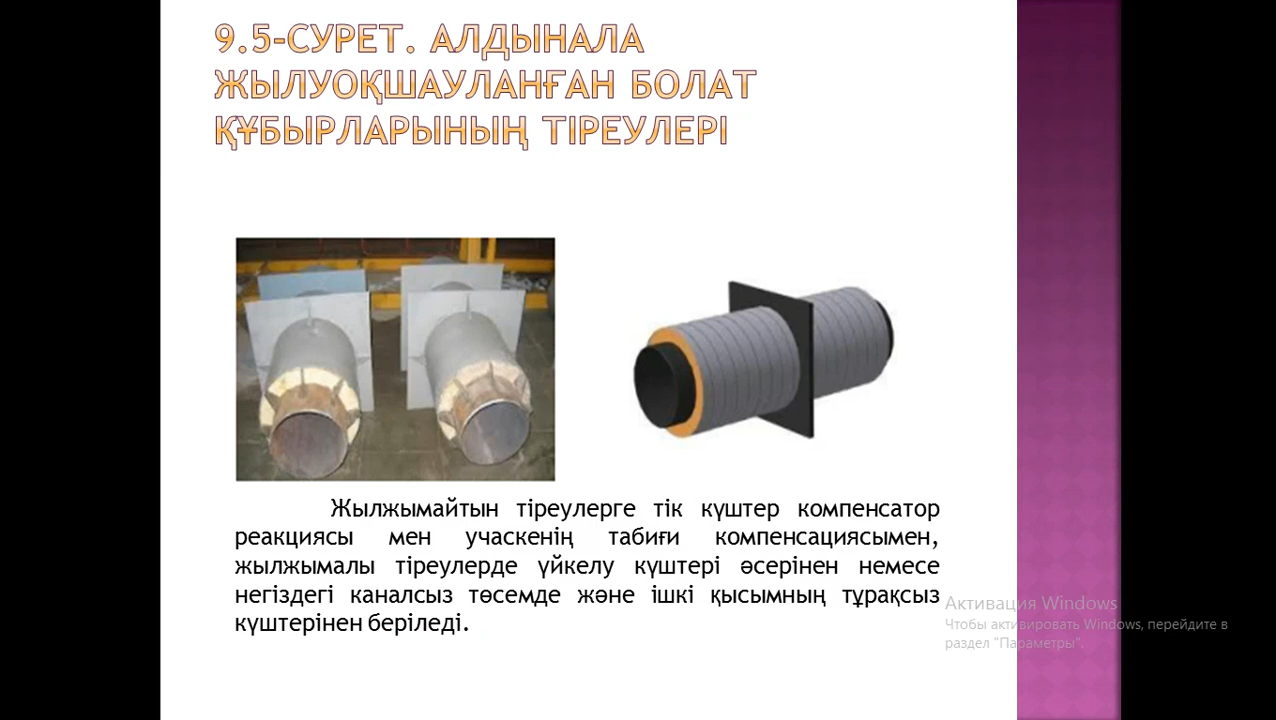 9.5-СУРЕТ. АЛДЫНАЛА
ЖЫЛУОҚШАУЛАНҒАН БОЛАТ
ҚҰБЫРЛАРЫНЫҢ ТІРЕУЛЕРІ
Жылжымайтын тіреулерге тік күштер компенсатор
реакциясы мен учаскенің табиғи компенсациясымен,
жылжымалы тіреулерде үйкелу күштері әсерінен немесе
негіздегі каналсыз төсемде және ішкі қысымның тұрақсыз
күштерінен беріледі.
Активация Windows
Чтобы активировать Windows, перейдите в
раздел "Параметры".